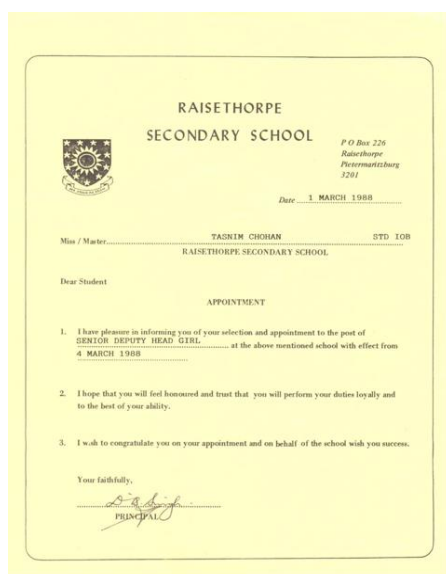 RAISETHORPE
SECONDARY SCHOOL
P O Box 226
Raisethorpe
Pietermaritzburg
3201
Date 1 MARCH 1988
Miss / Master TASNIM CHOHAN STD IOB
RAISETHORPE SECONDARY SCHOOL
Dear Student
APPOINTMENT
1. I have pleasure in informing you of your selection and appointment to the post of
SENIOR DEPUTY HEAD GIRL at the above mentioned school with effect from
4 MARCH 1988
2. I hope that you will feel honoured and trust that you will perform your duties loyally and
to the best of your ability.
3. I wish to congratulate you on your appointment and on behalf of the school wish you success.
Your faithfully,
PRINCIPAL